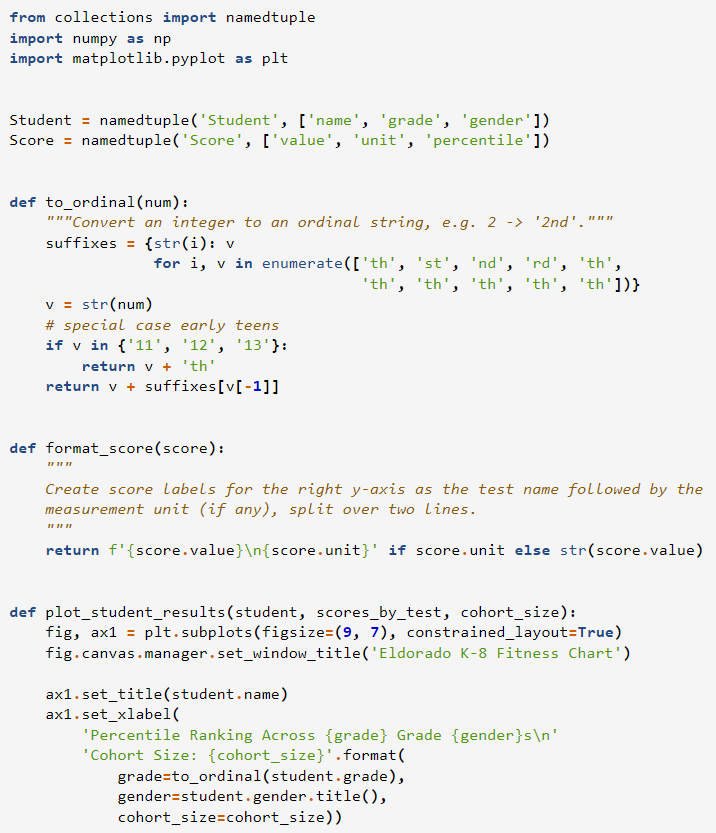 from collections import namedtuple
import numpy as np
import matplotlib.pyplot as plt


Student = namedtuple('Student', ['name', 'grade', 'gender'])
Score = namedtuple('Score', ['value', 'unit', 'percentile'])


def to_ordinal(num):
    """Convert an integer to an ordinal string, e.g. 2 -> '2nd'."""
    suffixes = {str(i): v
                for i, v in enumerate(['th', 'st', 'nd', 'rd', 'th',
                                       'th', 'th', 'th', 'th', 'th'])}
    v = str(num)
    # special case early teens
    if v in {'11', '12', '13'}:
        return v + 'th'
    return v + suffixes[v[-1]]


def format_score(score):
    """
    Create score labels for the right y-axis as the test name followed by the
    measurement unit (if any), split over two lines.
    """
    return f'{score.value}\n{score.unit}' if score.unit else str(score.value)


def plot_student_results(student, scores_by_test, cohort_size):
    fig, ax1 = plt.subplots(figsize=(9, 7), constrained_layout=True)
    fig.canvas.manager.set_window_title('Eldorado K-8 Fitness Chart')

    ax1.set_title(student.name)
    ax1.set_xlabel(
        'Percentile Ranking Across {grade} Grade {gender}s\n'
        'Cohort Size: {cohort_size}'.format(
            grade=to_ordinal(student.grade),
            gender=student.gender.title(),
            cohort_size=cohort_size))